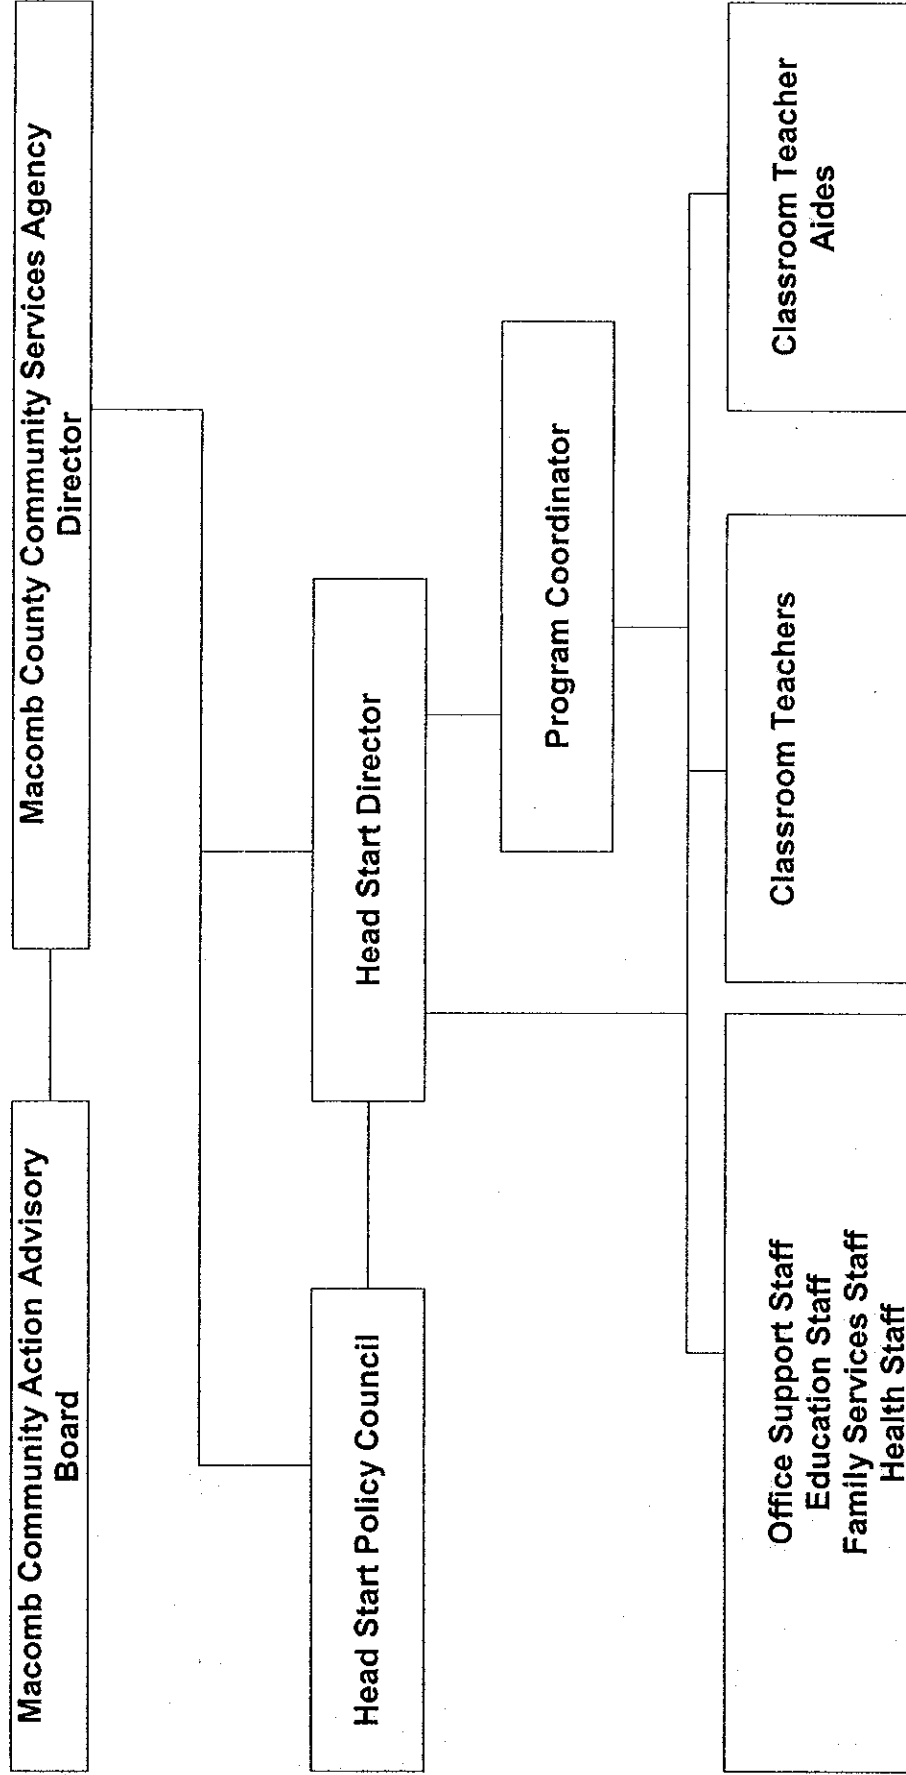 Macomb Community Action Advisory
Board
Macomb County Community Services Agency
Director
Head Start Policy Council
Head Start Director
Program Coordinator
Office Support Staff
Education Staff
Family Services Staff
Health Staff
Classroom Teachers
Classroom Teacher
Aides